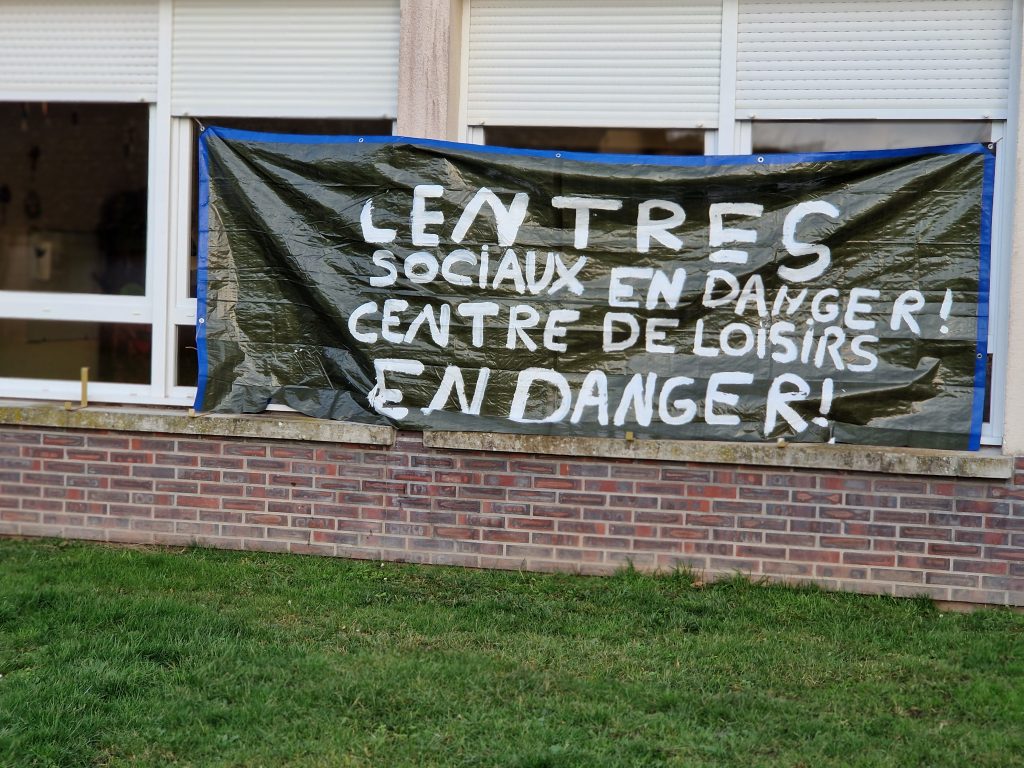 CENTRES
SOCIAUX EN DANGER!
CENTRE DE LOISIRS
EN DANGER!